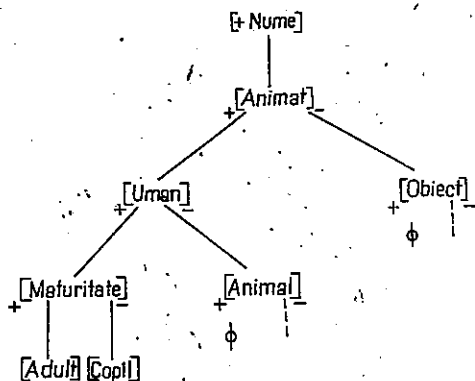 [+ Nume]
+[Animat]-
+[Uman]-
+[Obiect]-
ϕ
+[Maturitate]-
+[Animal]-
ϕ
[Adult] [Copil]